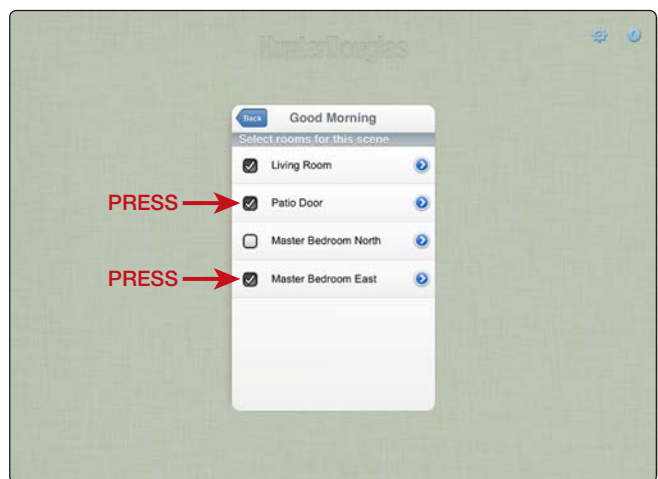 HunterDouglas
Back
Good Morning
Select rooms for this scene
Living Room
PRESS
Patio Door
Master Bedroom North
PRESS
Master Bedroom East